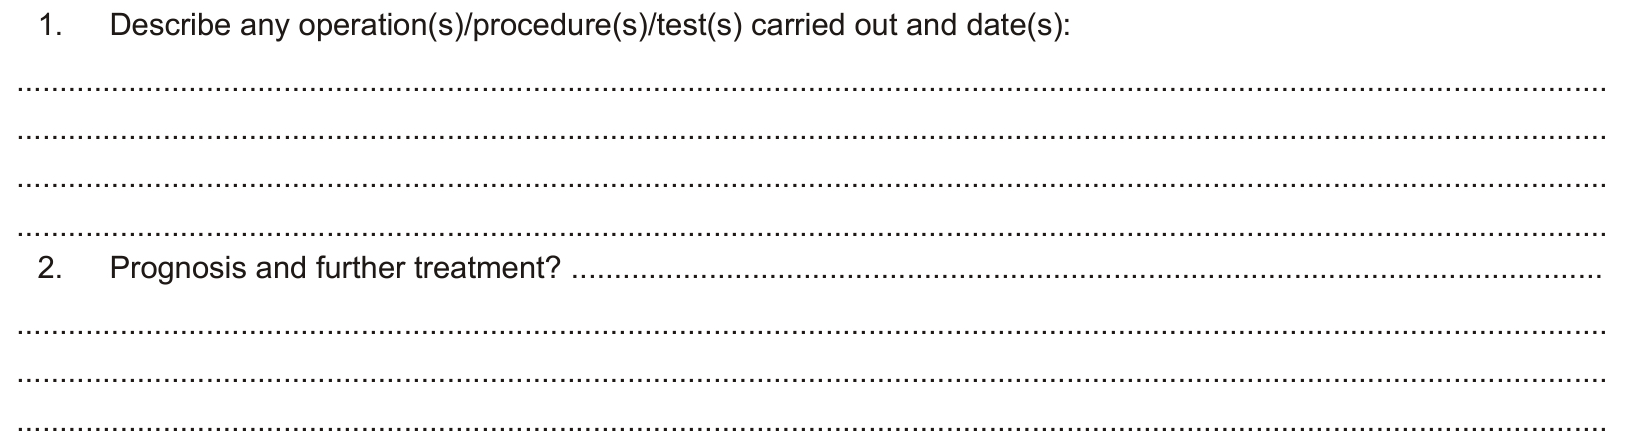 1. Describe any operation(s)/procedure(s)/test(s) carried out and date(s):
2. Prognosis and further treatment?